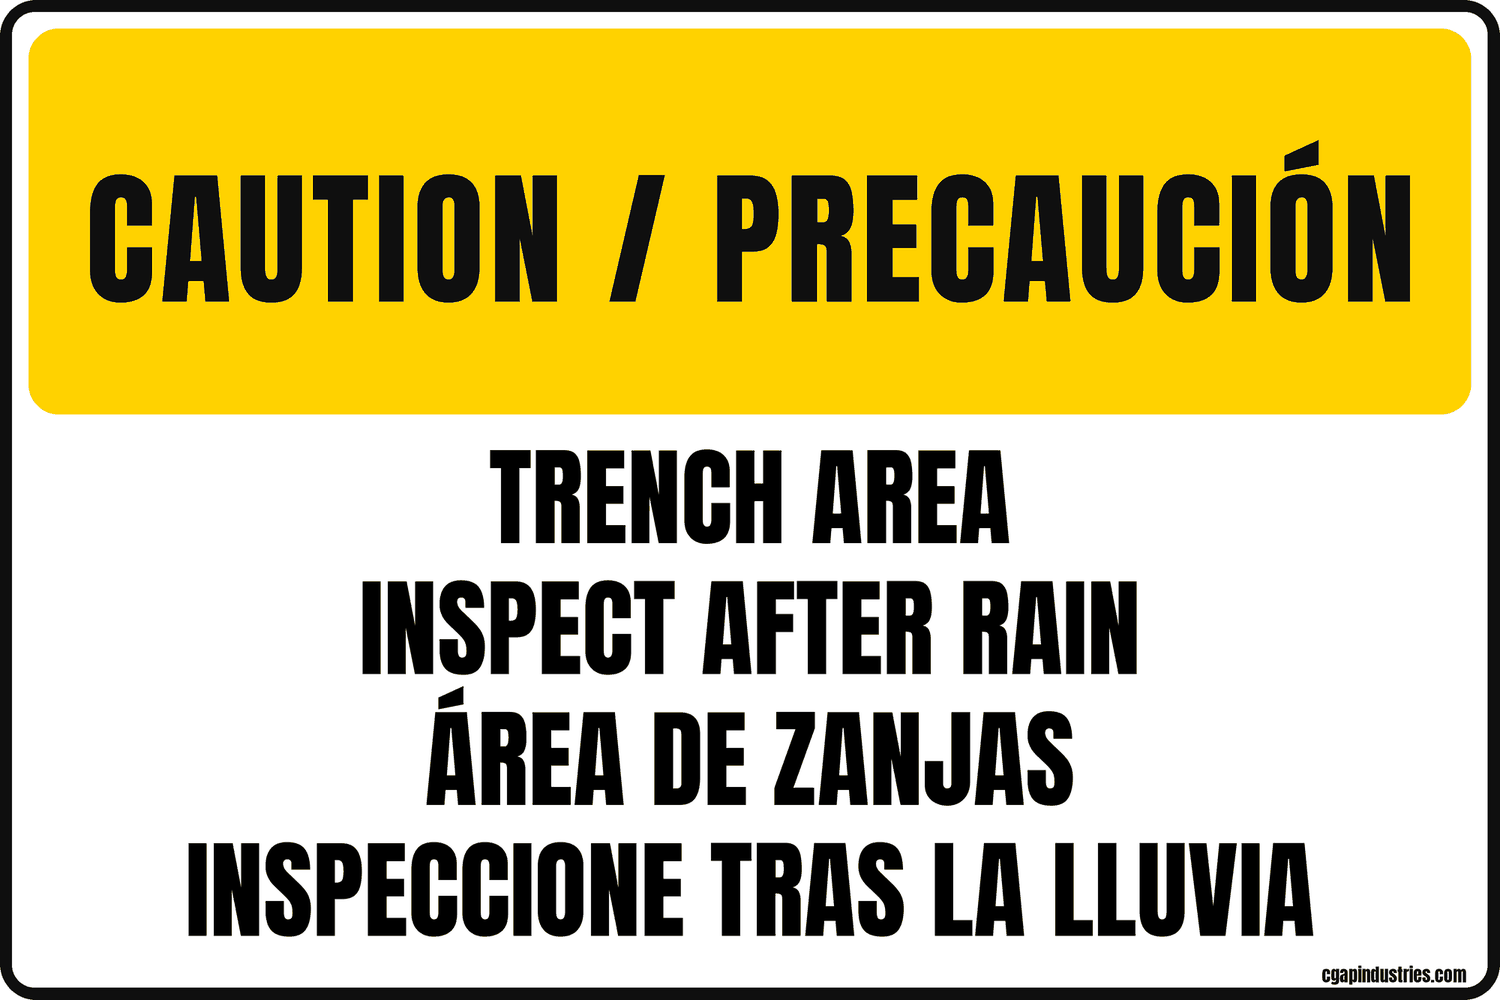 CAUTION / PRECAUCIÓN
TRENCH AREA
INSPECT AFTER RAIN
ÁREA DE ZANJAS
INSPECCIONE TRAS LA LLUVIA
cgapindustries.com